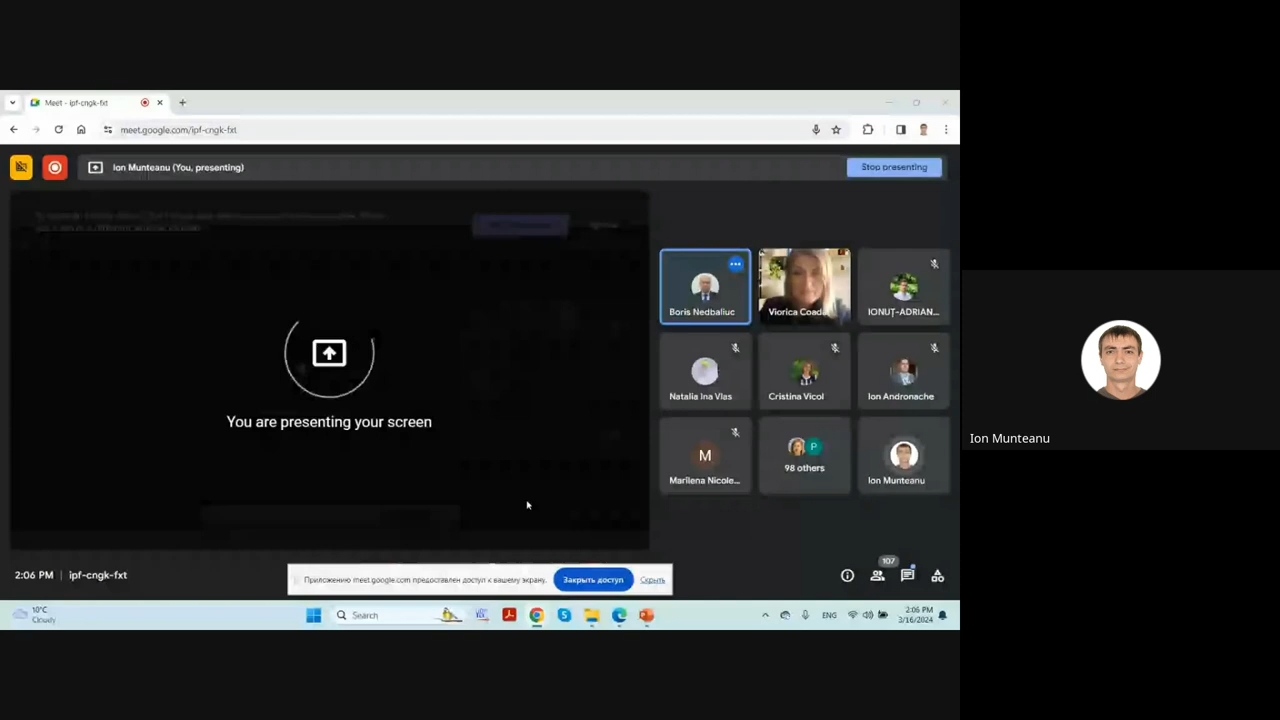 Meet - ipf-cngk-fxt
meet.google.com/ipf-cngk-fxt
Ion Munteanu (You, presenting)
Stop presenting
You are presenting your screen
Boris Nedbaliuc
Viorica Coada
IONUȚ-ADRIAN...
Natalia Ina Vlas
Cristina Vicol
Ion Andronache
M
P
Marilena Nicole...
98 others
Ion Munteanu
Ion Munteanu
107
2:06 PM | ipf-cngk-fxt
Приложению meet.google.com предоставлен доступ к вашему экрану.
Закрыть доступ
Скрыть
10°C
Cloudy
Search
ENG
2:06 PM
3/16/2024